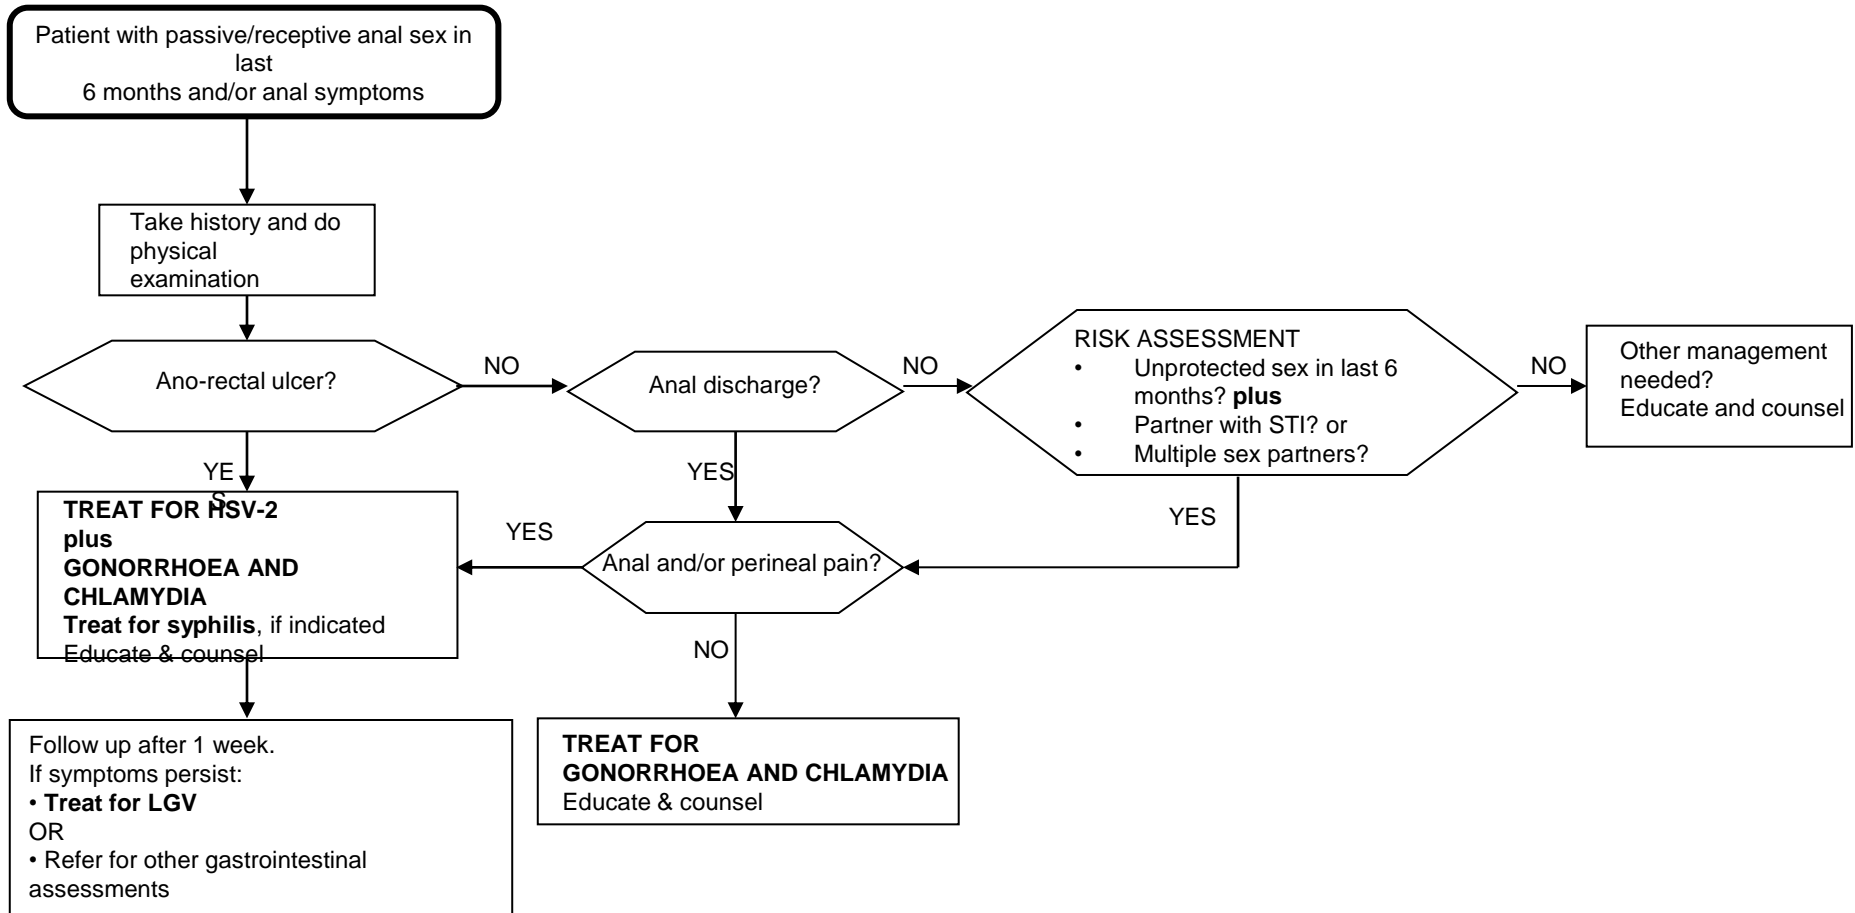 Patient with passive/receptive anal sex in
last
6 months and/or anal symptoms
Take history and do
physical
examination
Ano-rectal ulcer?
NO
Anal discharge?
NO
RISK ASSESSMENT
• Unprotected sex in last 6
months? plus
• Partner with STI? or
• Multiple sex partners?
NO
Other management
needed?
Educate and counsel
YE
S
YES
YES
TREAT FOR HSV-2
plus
GONORRHOEA AND
CHLAMYDIA
Treat for syphilis, if indicated
Educate & counsel
YES
Anal and/or perineal pain?
NO
Follow up after 1 week.
If symptoms persist:
• Treat for LGV
OR
• Refer for other gastrointestinal
assessments
TREAT FOR
GONORRHOEA AND CHLAMYDIA
Educate & counsel